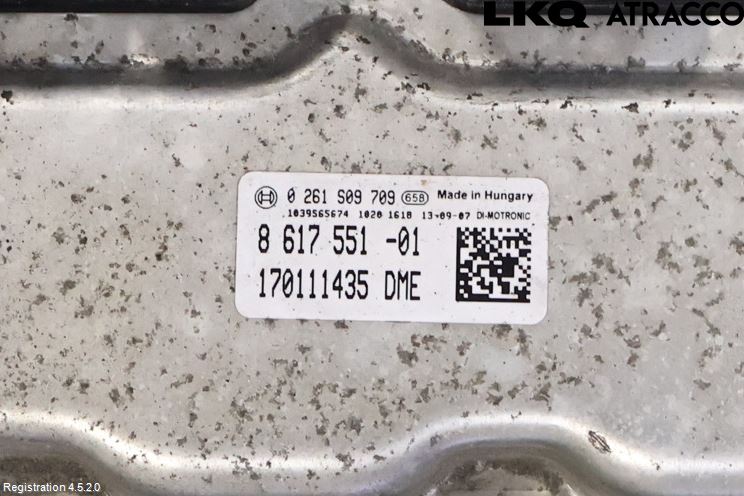 LKQ ATRACCO
0 261 S09 709 65B Made in Hungary
1039S65674 1020 1618 13-09-07 DI-MOTRONIC
8 617 551 -01
170111435 DME
Registration 4.5.2.0